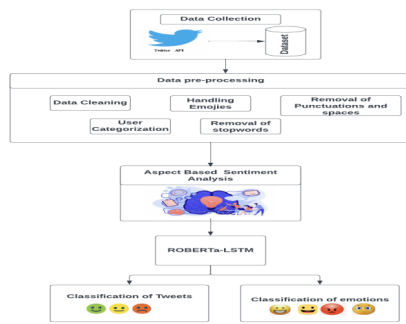 Data Collection
Twitter API
Dataset
Data pre-processing
Data Cleaning
Handling
Emojies
Removal of
Punctuations and
spaces
User
Categorization
Removal of
stopwords
Aspect Based Sentiment
Analysis
ROBERTa-LSTM
Classification of Tweets
Classification of emotions